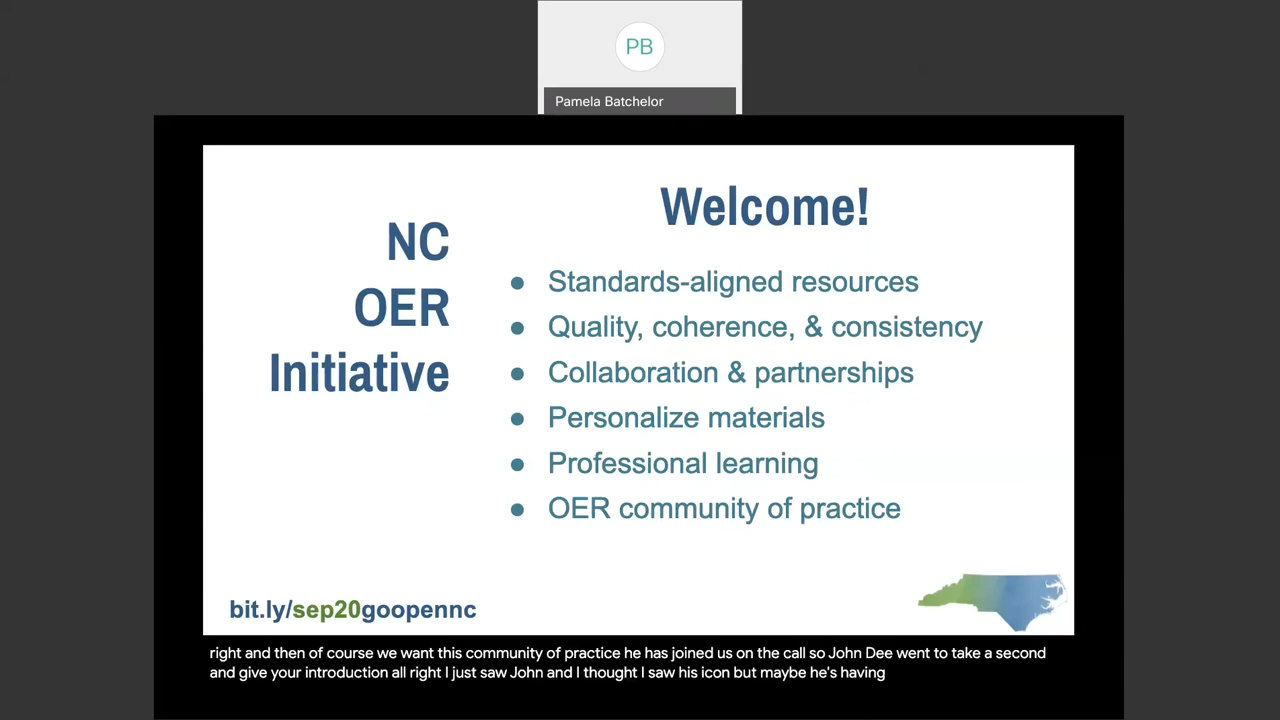 PB
Pamela Batchelor
NC
OER
Initiative
Welcome!
● Standards-aligned resources
● Quality, coherence, & consistency
● Collaboration & partnerships
● Personalize materials
● Professional learning
● OER community of practice
bit.ly/sep20goopennc
right and then of course we want this community of practice he has joined us on the call so John Dee went to take a second
and give your introduction all right I just saw John and I thought I saw his icon but maybe he's having